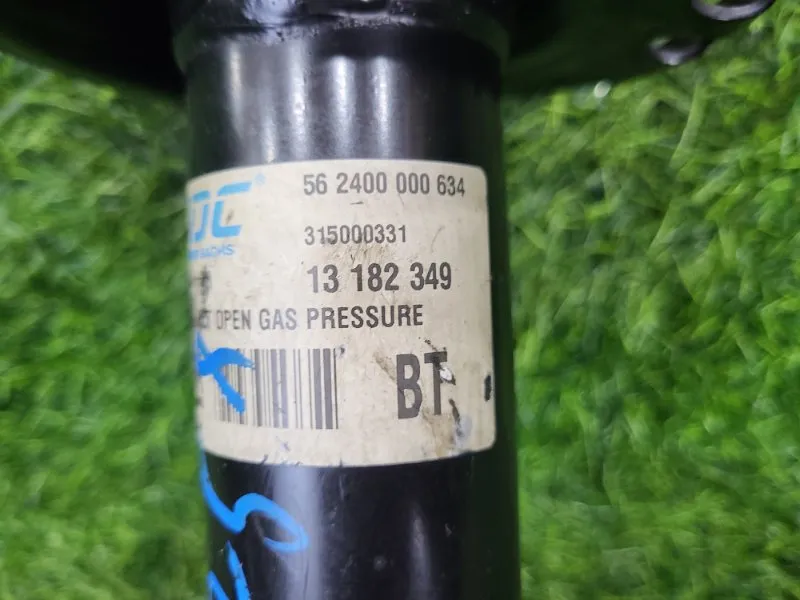 56 2400 000 634
315000331
13 182 349
OPEN GAS PRESSURE
BT